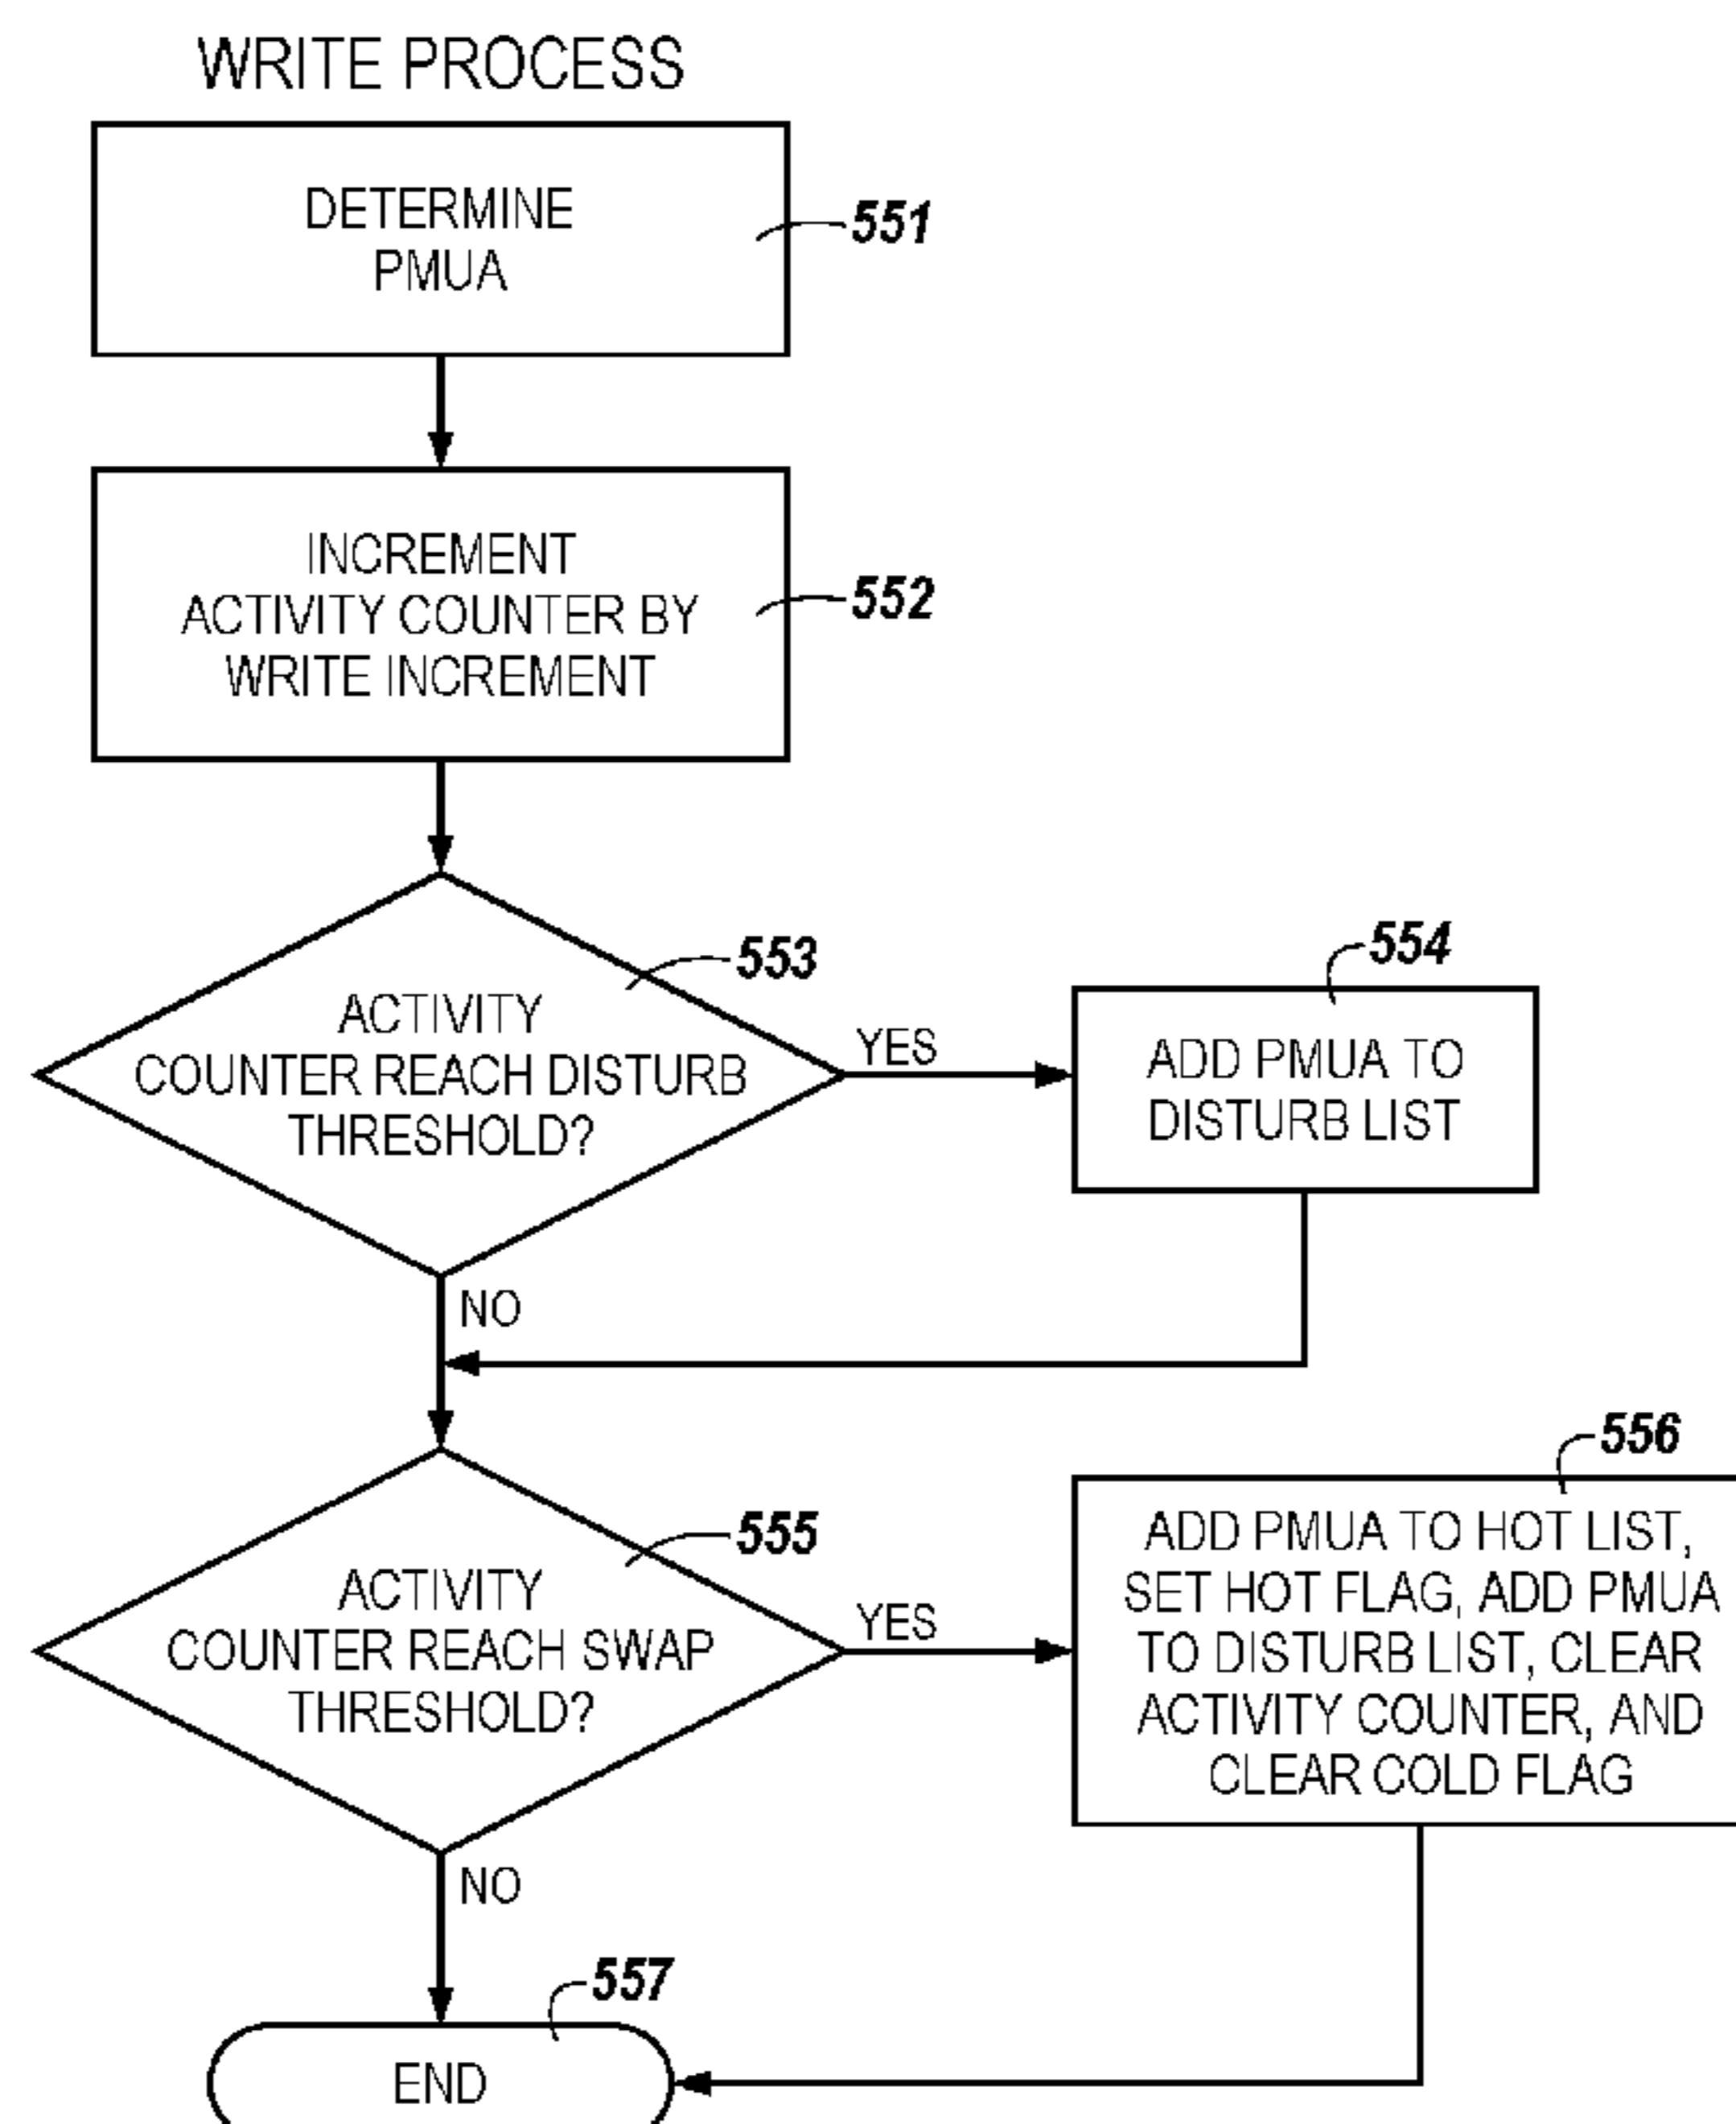 WRITE PROCESS
DETERMINE
PMUA
551
INCREMENT
ACTIVITY COUNTER BY
WRITE INCREMENT
552
553
ACTIVITY
COUNTER REACH DISTURB
THRESHOLD?
YES
554
ADD PMUA TO
DISTURB LIST
NO
555
ACTIVITY
COUNTER REACH SWAP
THRESHOLD?
YES
556
ADD PMUA TO HOT LIST,
SET HOT FLAG, ADD PMUA
TO DISTURB LIST, CLEAR
ACTIVITY COUNTER, AND
CLEAR COLD FLAG
NO
557
END